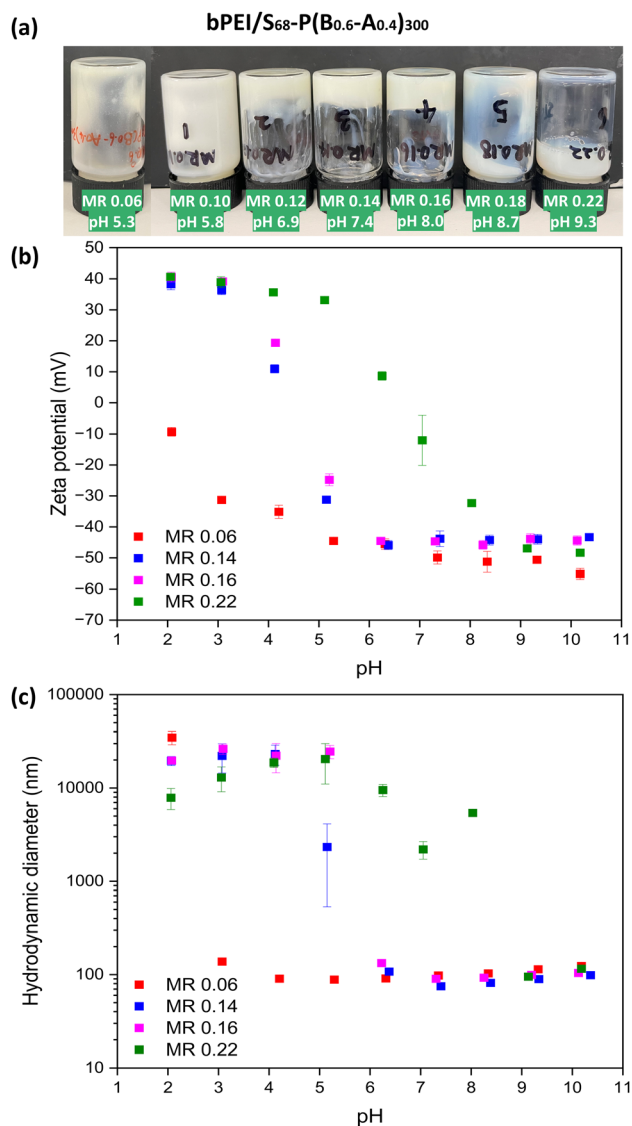 bPEI/S₆₈-P(B₀.₆-A₀.₄)₃₀₀
(a)
1
2
3
4
5
MR 0.06
pH 5.3
MR 0.10
pH 5.8
MR 0.12
pH 6.9
MR 0.14
pH 7.4
MR 0.16
pH 8.0
MR 0.18
pH 8.7
MR 0.22
pH 9.3
(b)
50
40
30
20
10
0
−10
−20
−30
−40
−50
−60
−70
Zeta potential (mV)
MR 0.06
MR 0.14
MR 0.16
MR 0.22
1 2 3 4 5 6 7 8 9 10 11
pH
(c)
100000
10000
1000
100
10
Hydrodynamic diameter (nm)
MR 0.06
MR 0.14
MR 0.16
MR 0.22
1 2 3 4 5 6 7 8 9 10 11
pH